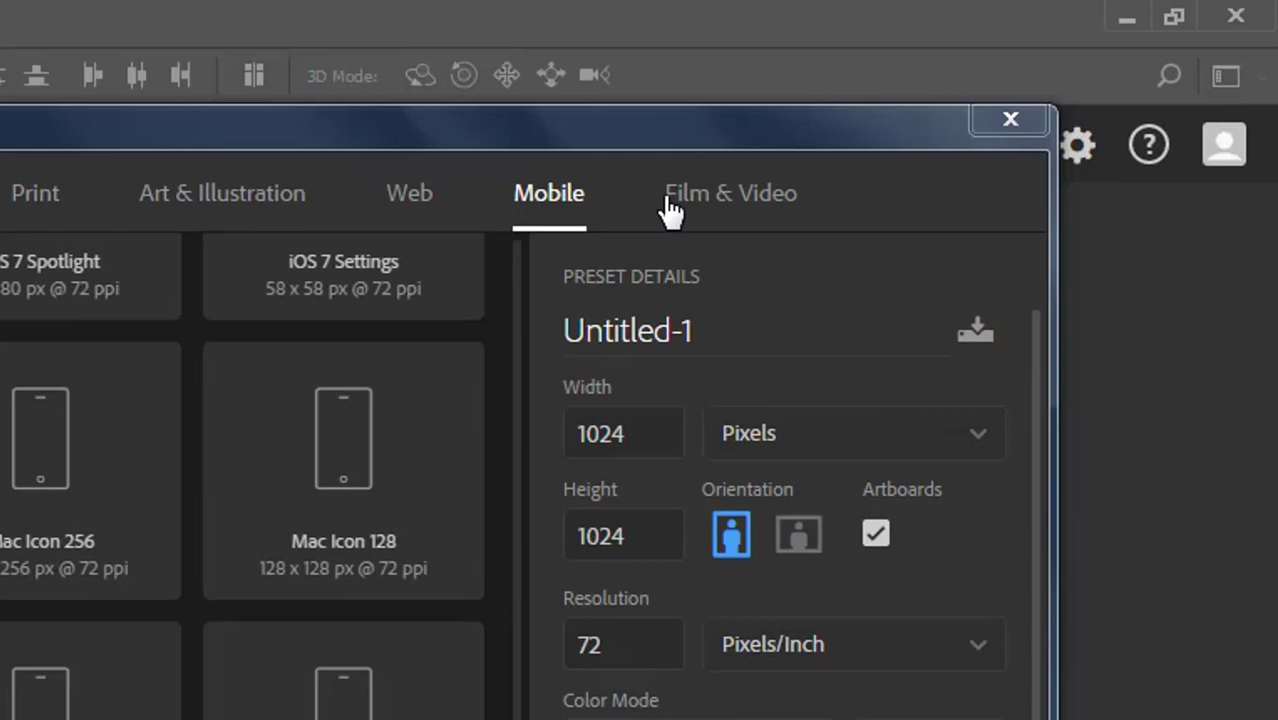 3D Mode:
Print Art & Illustration Web Mobile Film & Video
S 7 Spotlight
80 px @ 72 ppi
iOS 7 Settings
58 x 58 px @ 72 ppi
Mac Icon 256
256 px @ 72 ppi
Mac Icon 128
128 x 128 px @ 72 ppi
PRESET DETAILS
Untitled-1
Width
1024 Pixels
Height Orientation Artboards
1024
Resolution
72 Pixels/Inch
Color Mode